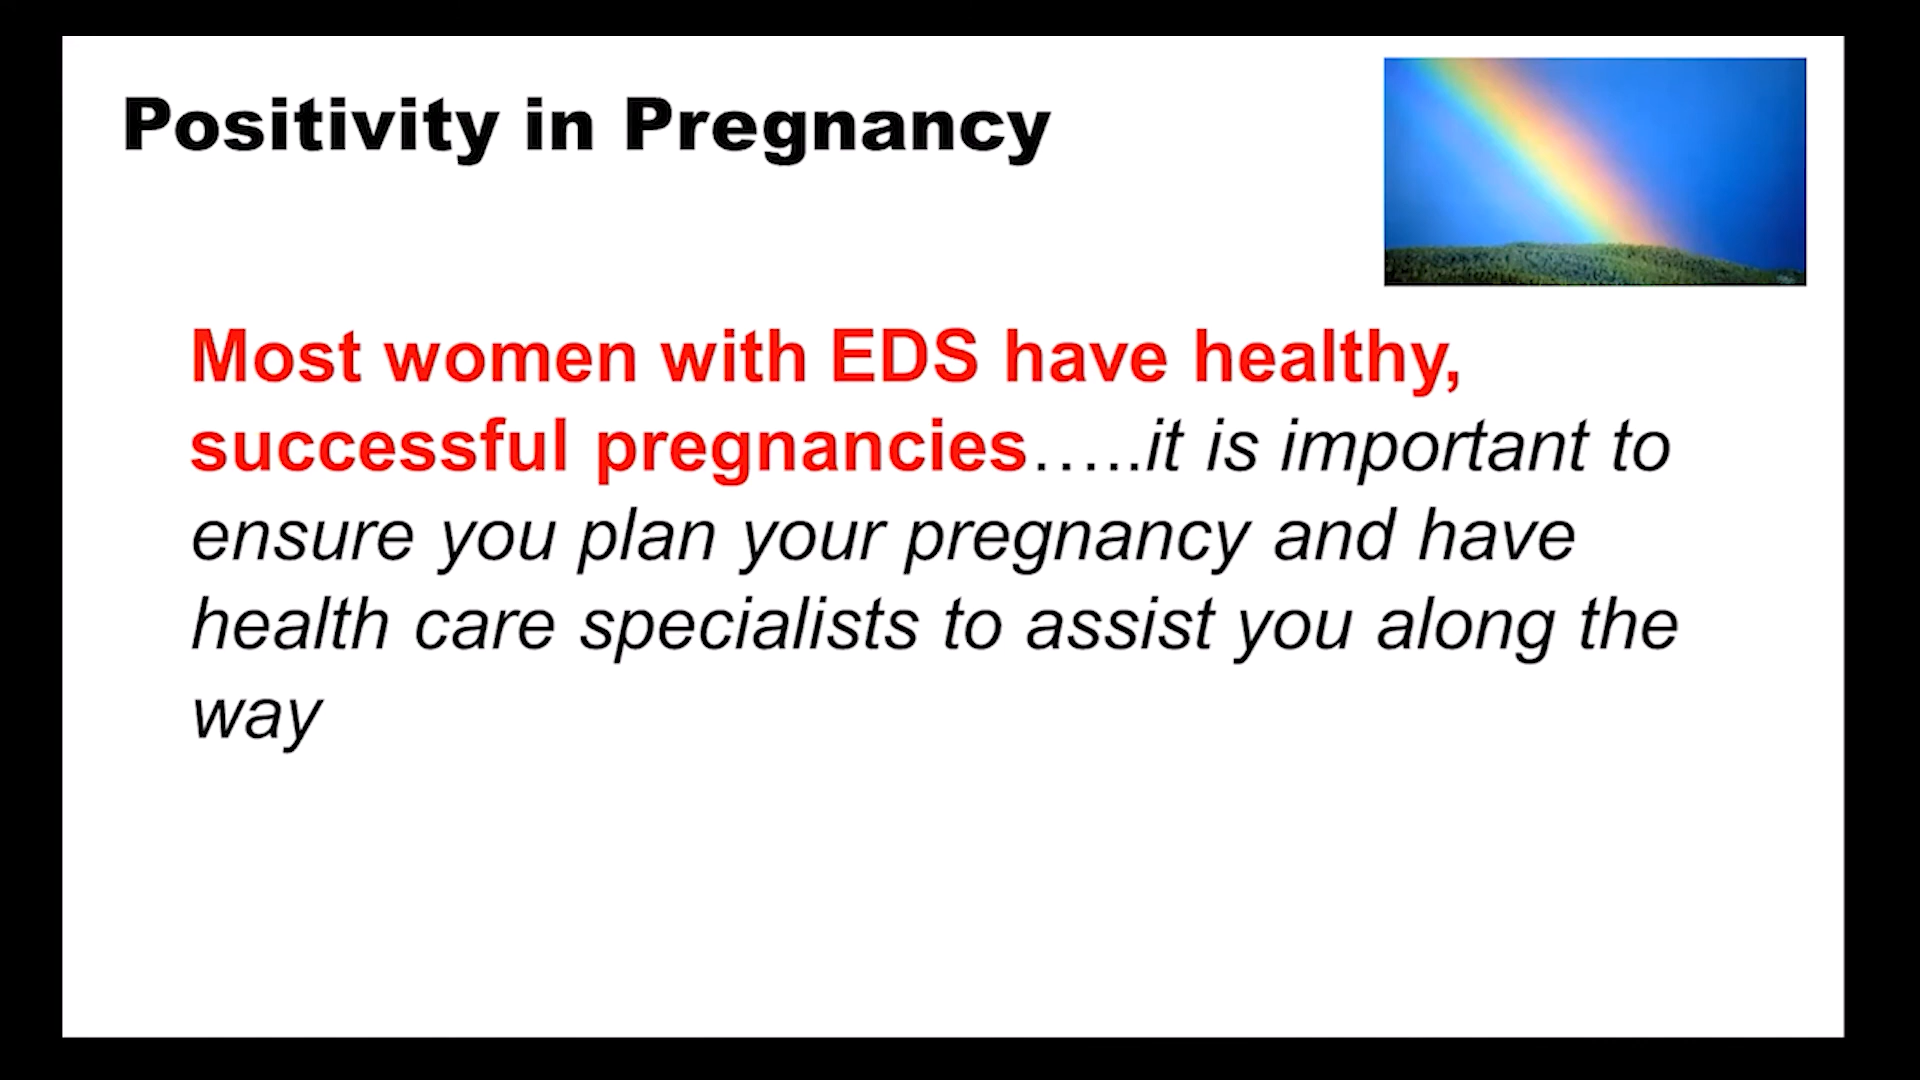 Positivity in Pregnancy
Most women with EDS have healthy,
successful pregnancies…..it is important to
ensure you plan your pregnancy and have
health care specialists to assist you along the
way